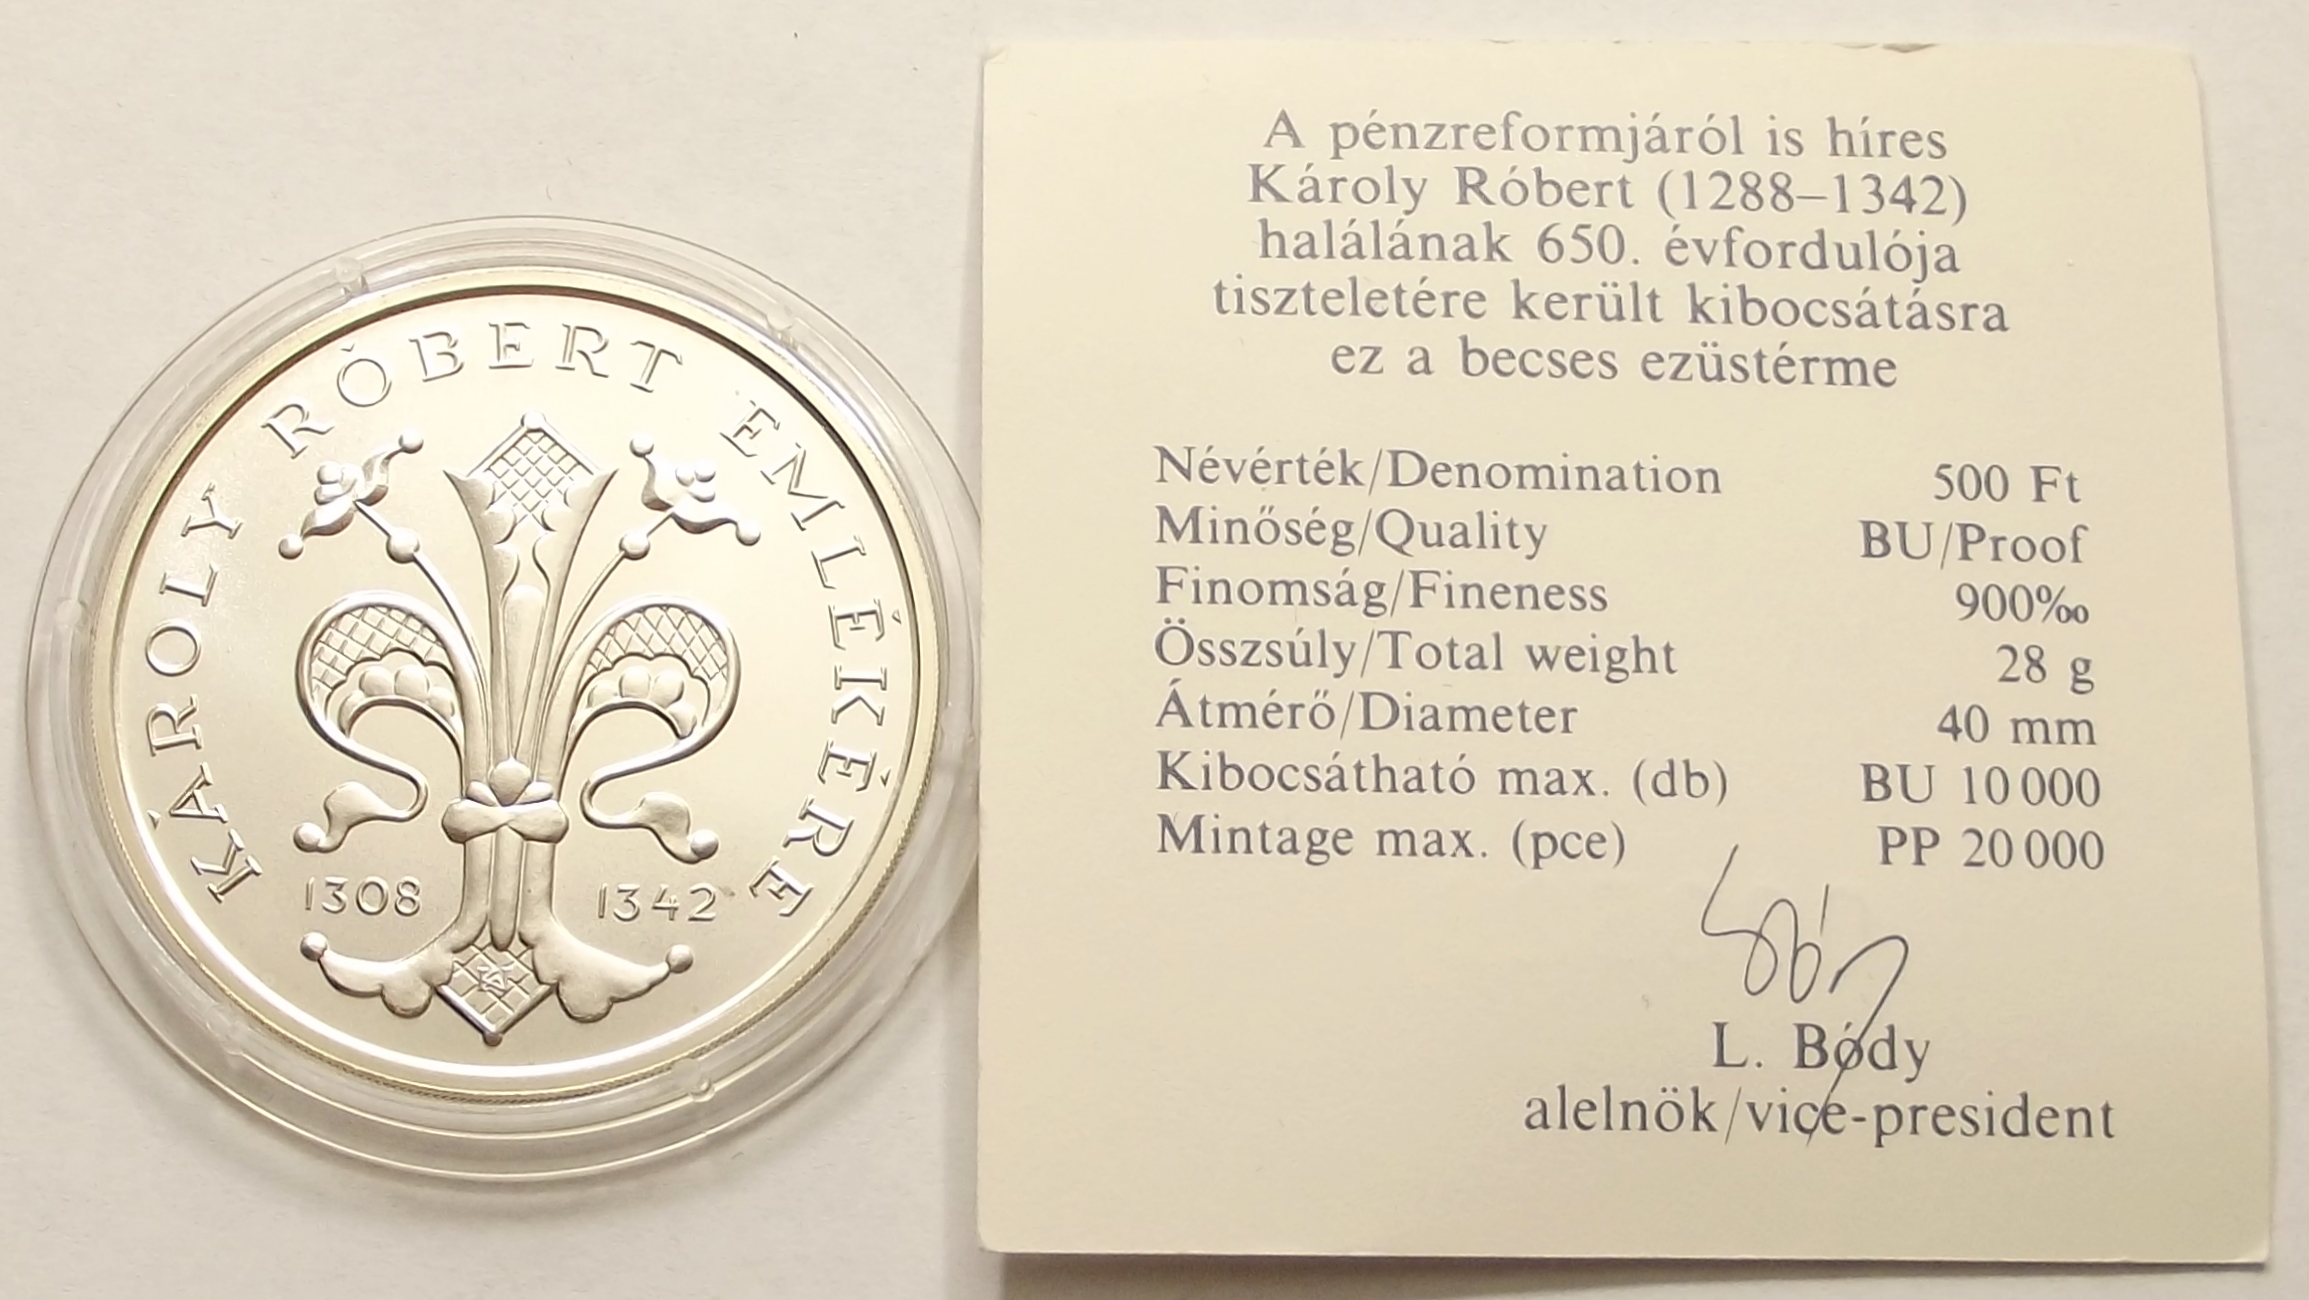 KÁROLY RÓBERT EMLÉKÉRE
1308 1342
A pénzreformjáról is híres
Károly Róbert (1288–1342)
halálának 650. évfordulója
tiszteletére került kibocsátásra
ez a becses ezüstérme
Névérték/Denomination 500 Ft
Minőség/Quality BU/Proof
Finomság/Fineness 900‰
Összsúly/Total weight 28 g
Átmérő/Diameter 40 mm
Kibocsátható max. (db) BU 10 000
Mintage max. (pce) PP 20 000
L. Bódy
alelnök/vice-president